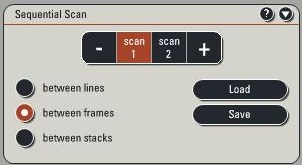 Sequential Scan ?
- scan 1 scan 2 +
between lines
Load
between frames
Save
between stacks